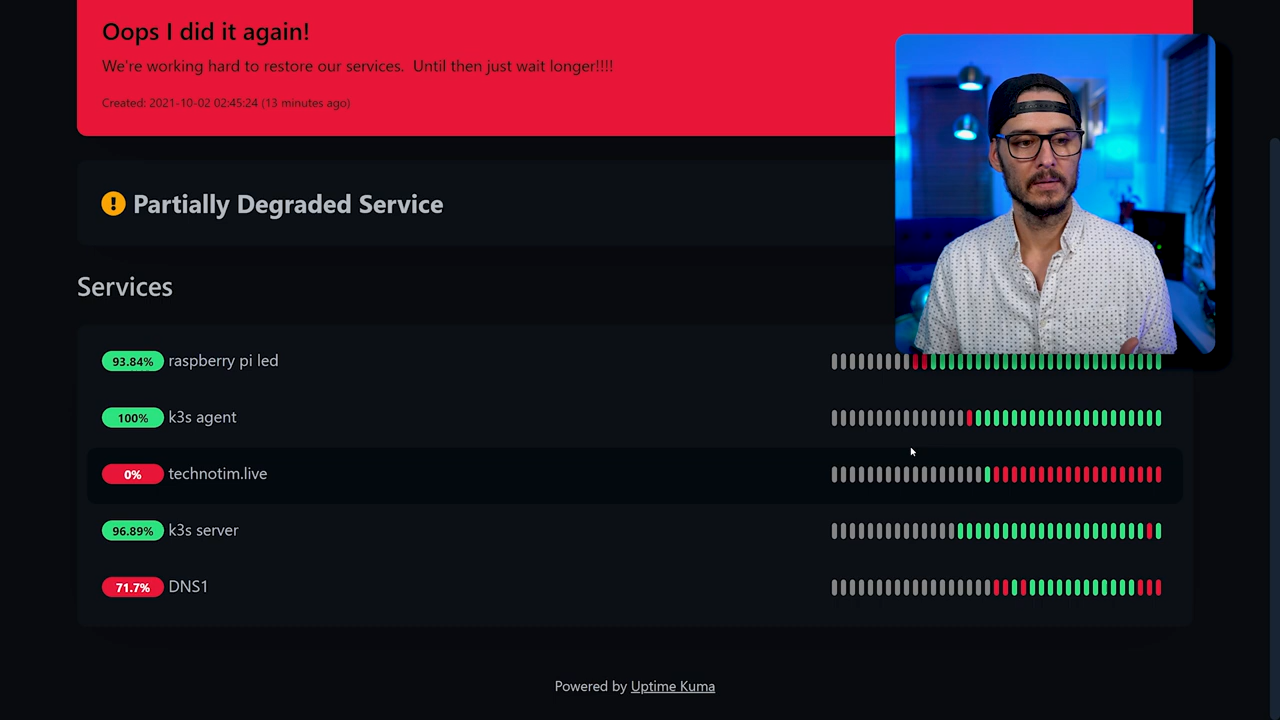 Oops I did it again!
We're working hard to restore our services.  Until then just wait longer!!!!
Created: 2021-10-02 02:45:24 (13 minutes ago)
Partially Degraded Service
Services
93.84% raspberry pi led
100% k3s agent
0% technotim.live
96.89% k3s server
71.7% DNS1
Powered by Uptime Kuma